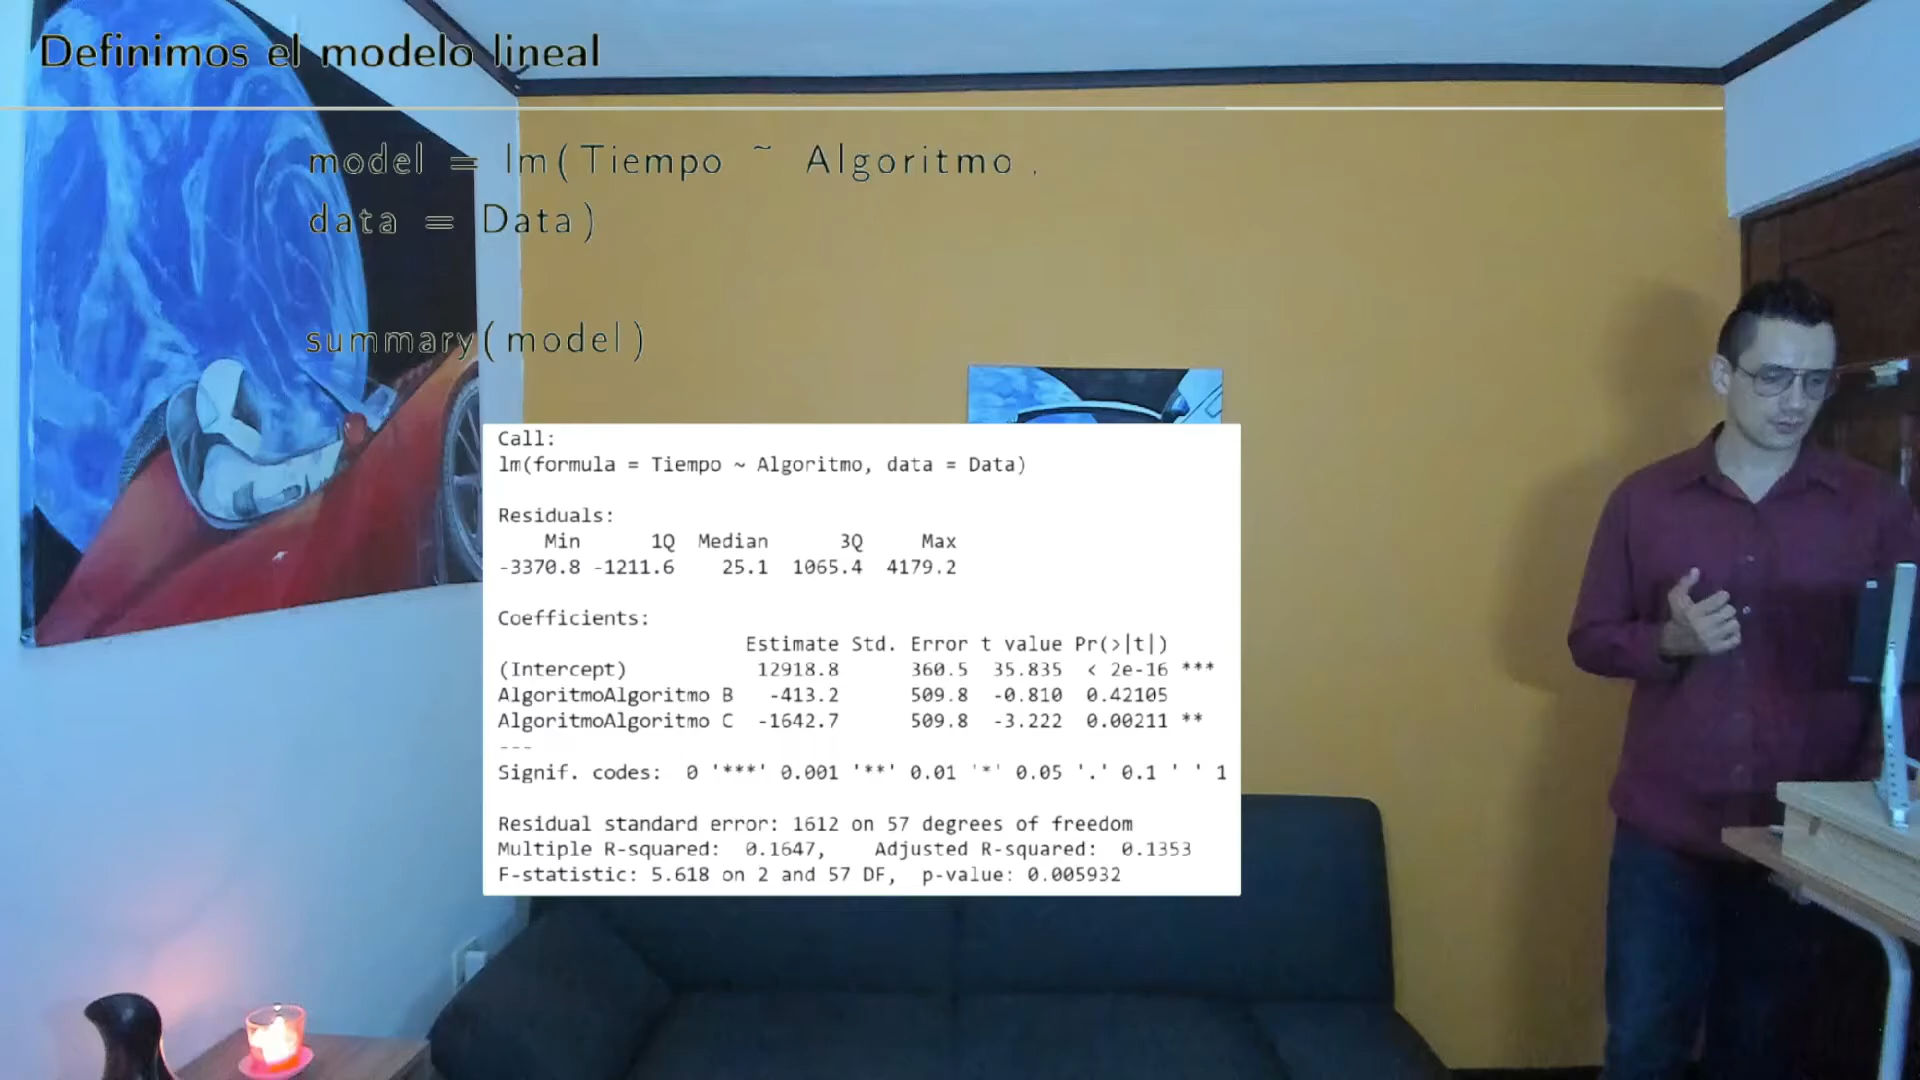 Definimos el modelo lineal
model = lm(Tiempo ~ Algoritmo ,
data = Data)
summary(model)
Call:
lm(formula = Tiempo ~ Algoritmo, data = Data)
Residuals:
Min 1Q Median 3Q Max
-3370.8 -1211.6 25.1 1065.4 4179.2
Coefficients:
Estimate Std. Error t value Pr(>|t|)
(Intercept) 12918.8 360.5 35.835 < 2e-16 ***
AlgoritmoAlgoritmo B -413.2 509.8 -0.810 0.42105
AlgoritmoAlgoritmo C -1642.7 509.8 -3.222 0.00211 **
---
Signif. codes: 0 '***' 0.001 '**' 0.01 '*' 0.05 '.' 0.1 ' ' 1
Residual standard error: 1612 on 57 degrees of freedom
Multiple R-squared: 0.1647, Adjusted R-squared: 0.1353
F-statistic: 5.618 on 2 and 57 DF, p-value: 0.005932